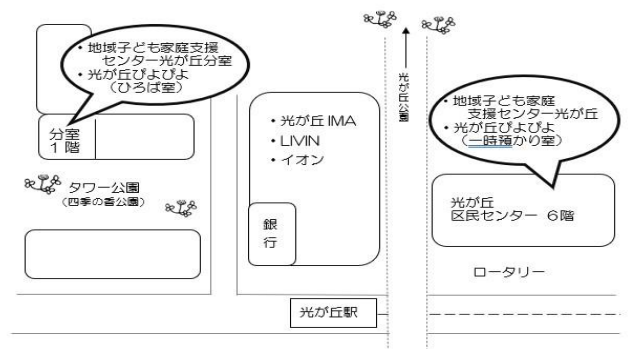 ・地域子ども家庭支援
センター光が丘分室
・光が丘ぴよぴよ
（ひろば室）
分室
1階
タワー公園
（四季の香公園）
・光が丘IMA
・LIVIN
・イオン
銀
行
光が丘公園
・地域子ども家庭
支援センター光が丘
・光が丘ぴよぴよ
（一時預かり室）
光が丘
区民センター 6階
ロータリー
光が丘駅